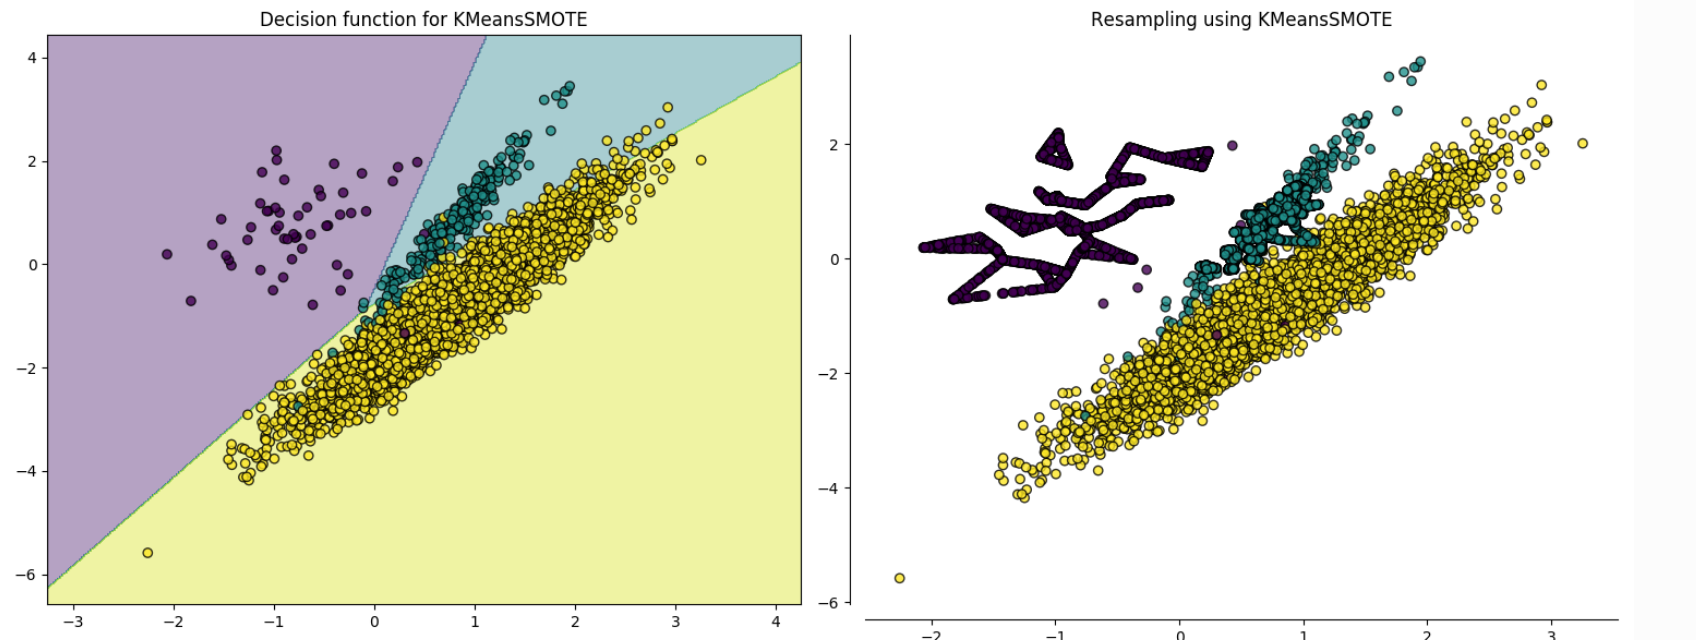 Decision function for KMeansSMOTE
4
2
0
−2
−4
−6
−3 −2 −1 0 1 2 3 4
Resampling using KMeansSMOTE
2
0
−2
−4
−6
−2 −1 0 1 2 3